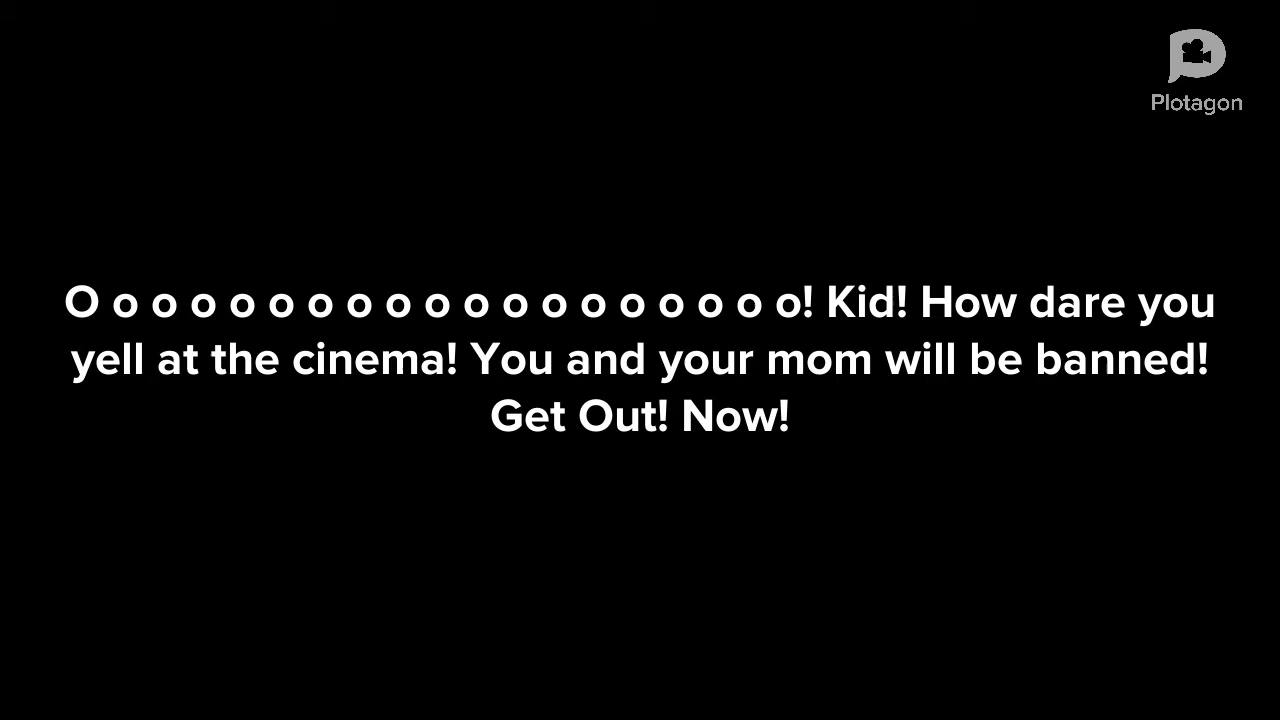 Plotagon
O o o o o o o o o o o o o o o o o o o! Kid! How dare you
yell at the cinema! You and your mom will be banned!
Get Out! Now!